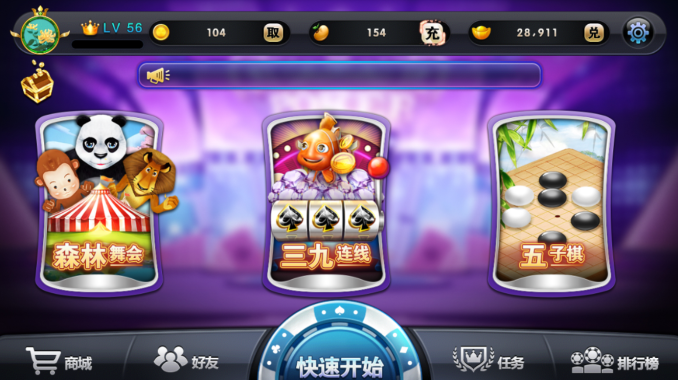 LV 56
104
取
154
充
28,911
兑
森林舞会
三九连线
五子棋
商城
好友
快速开始
任务
排行榜